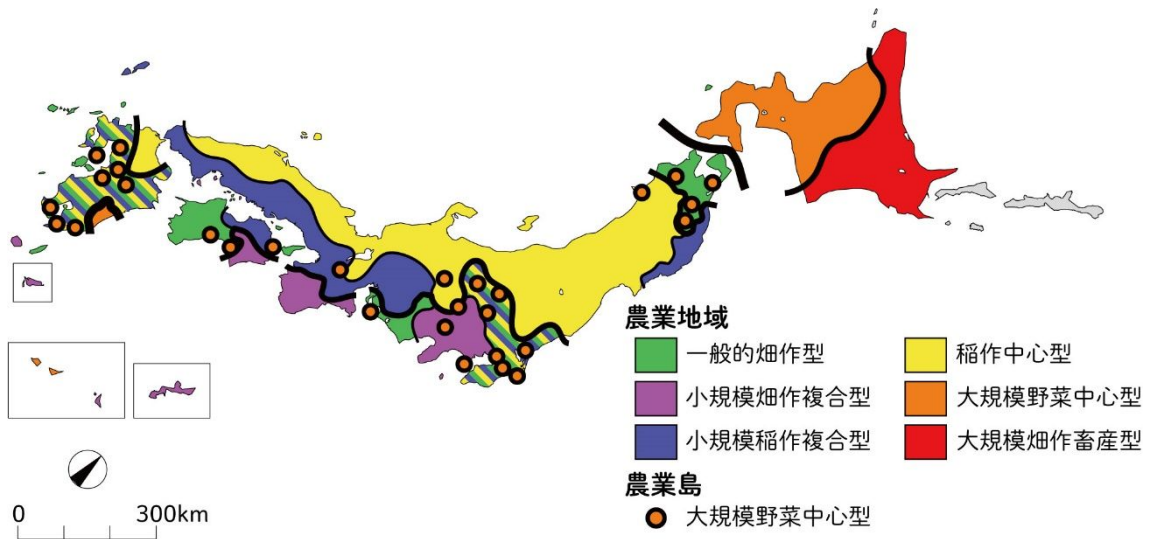 農業地域
一般的畑作型
稲作中心型
小規模畑作複合型
大規模野菜中心型
小規模稲作複合型
大規模畑作畜産型
農業島
大規模野菜中心型
0 300km